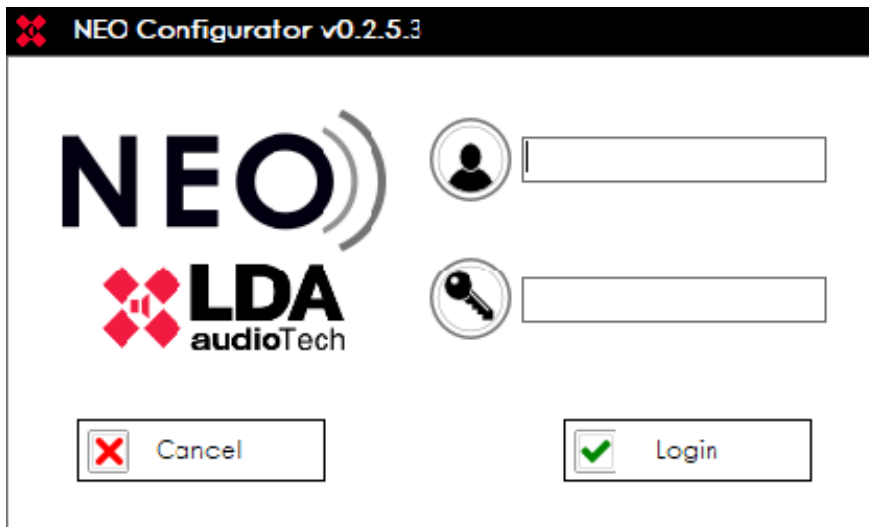 NEO Configurator v0.2.5.3
NEO
LDA
audioTech
Cancel
Login